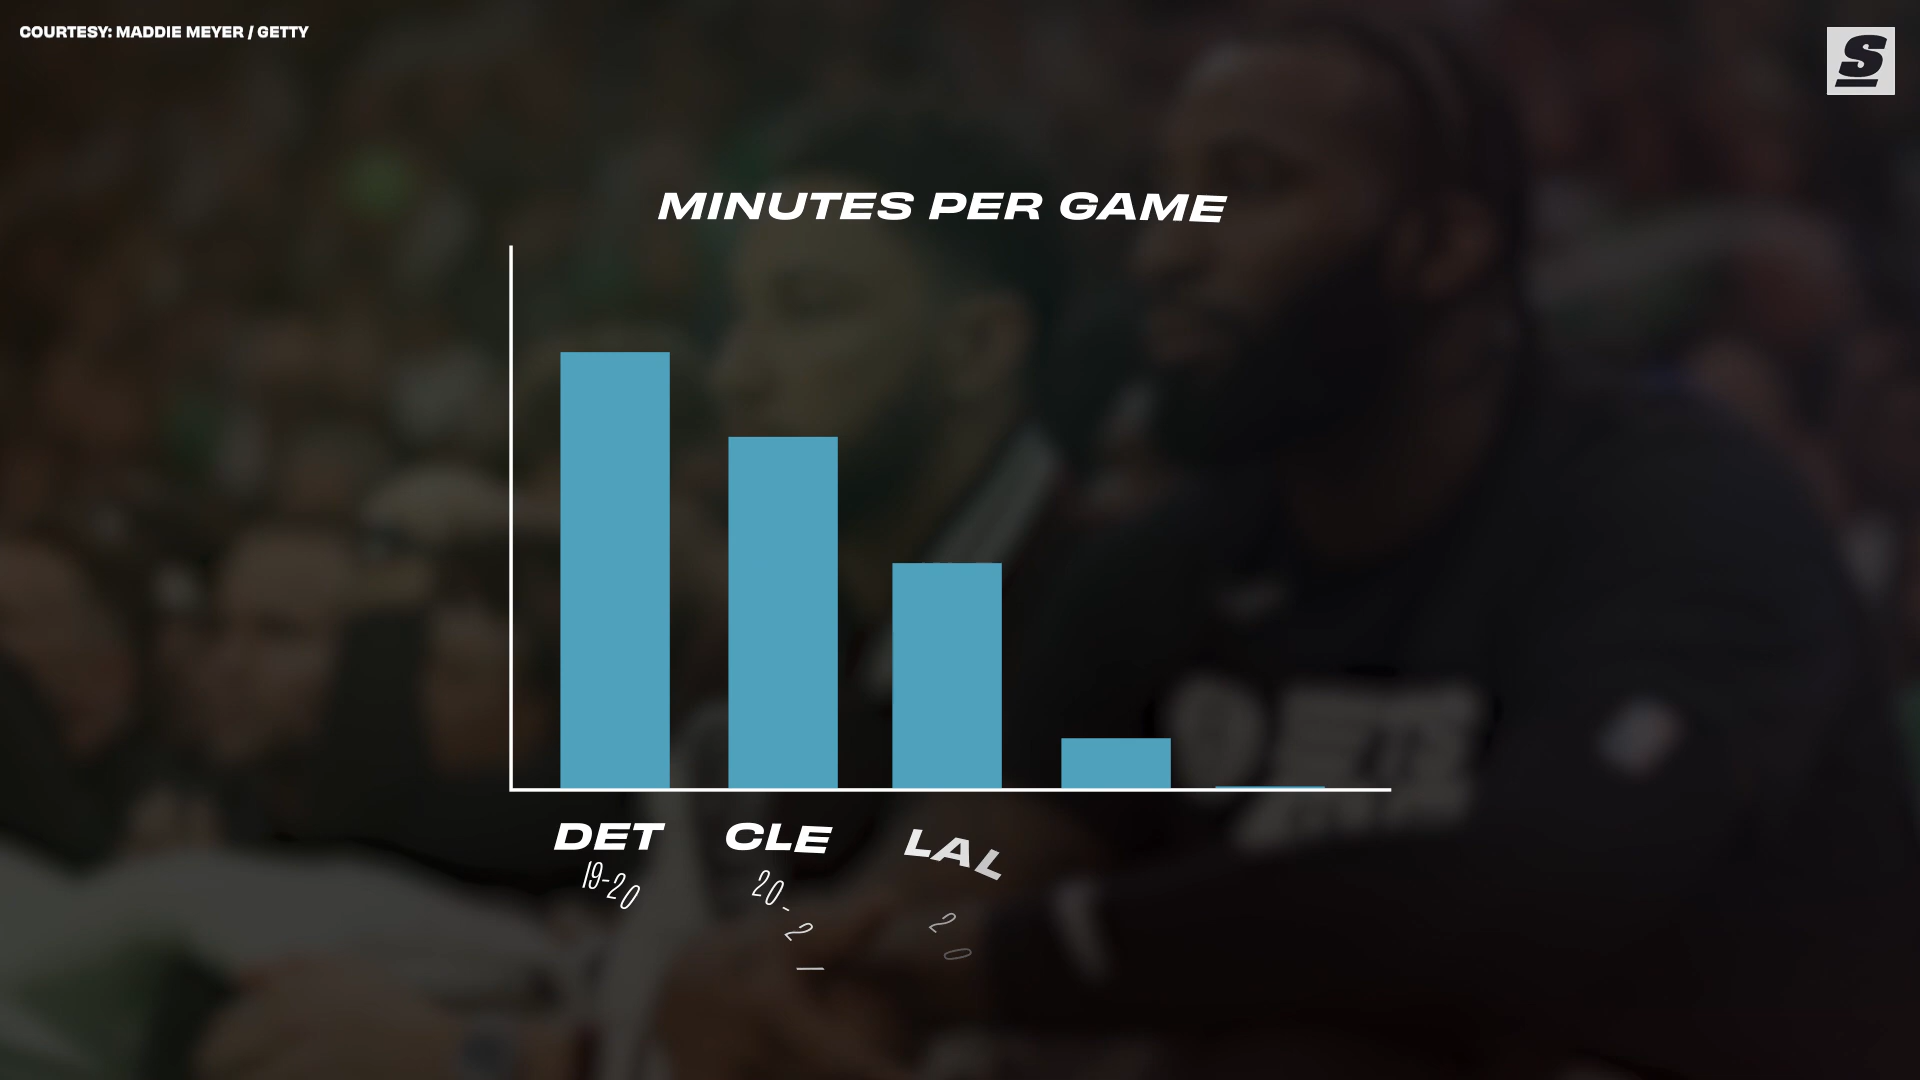 COURTESY: MADDIE MEYER / GETTY
S
MINUTES PER GAME
DET
CLE
LAL
19-20
20-21
20